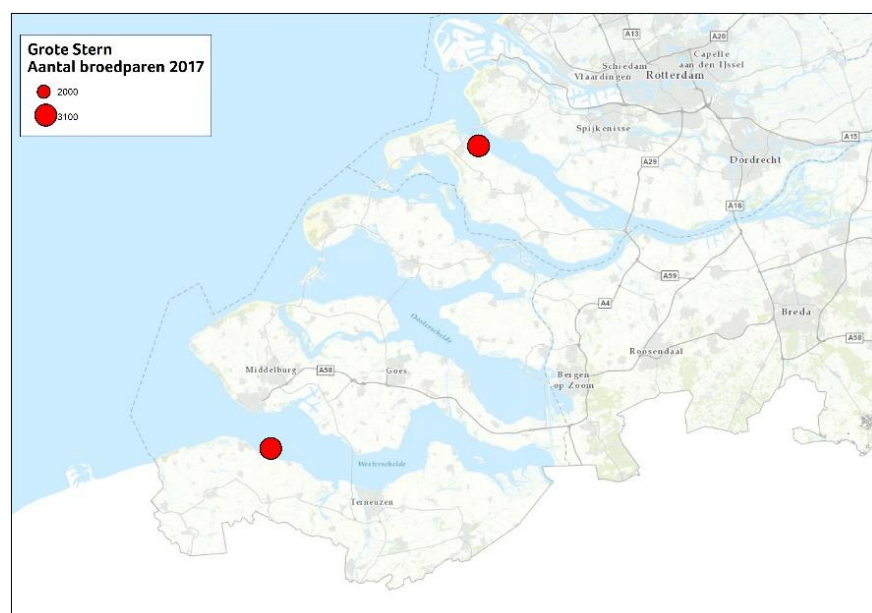 Grote Stern
Aantal broedparen 2017
2000
3100
A13
A20
Schiedam
Capelle
aan den IJssel
Vlaardingen
Rotterdam
Spijkenisse
A15
A29
Dordrecht
A16
A59
A4
Breda
Oosterschelde
Roosendaal
A58
Middelburg
A58
Goes
Bergen
op Zoom
Westerschelde
Terneuzen